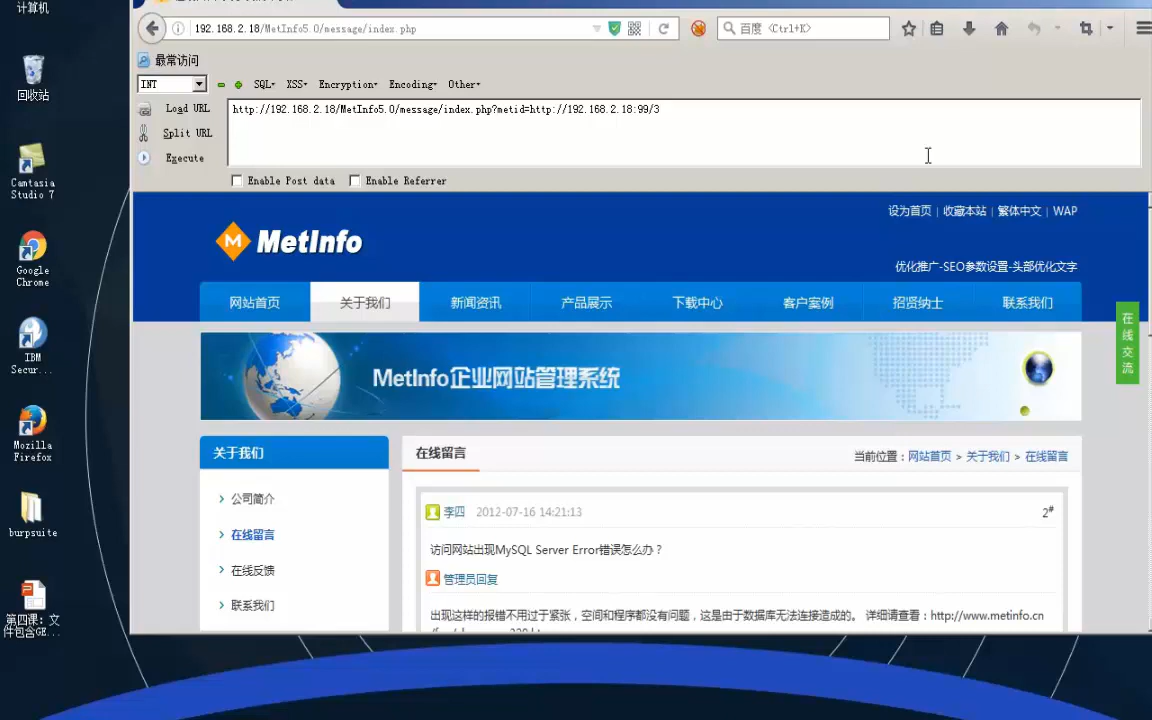 计算机
回收站
Camtasia
Studio 7
Google
Chrome
IBM
Secur...
Mozilla
Firefox
burpsuite
第四课：文
件包含GE...
192.168.2.18/MetInfo5.0/message/index.php
百度 <Ctrl+K>
最常访问
INT
SQL▾ XSS▾ Encryption▾ Encoding▾ Other▾
Load URL
http://192.168.2.18/MetInfo5.0/message/index.php?metid=http://192.168.2.18:99/3
Split URL
Execute
Enable Post data
Enable Referrer
设为首页 | 收藏本站 | 繁体中文 | WAP
M MetInfo
优化推广-SEO参数设置-头部优化文字
网站首页 关于我们 新闻资讯 产品展示 下载中心 客户案例 招贤纳士 联系我们
在线交流
MetInfo企业网站管理系统
关于我们
> 公司简介
> 在线留言
> 在线反馈
> 联系我们
在线留言
当前位置：网站首页 > 关于我们 > 在线留言
李四 2012-07-16 14:21:13 2#
访问网站出现MySQL Server Error错误怎么办？
管理员回复
出现这样的报错不用过于紧张，空间和程序都没有问题，这是由于数据库无法连接造成的。 详细请查看：http://www.metinfo.cn